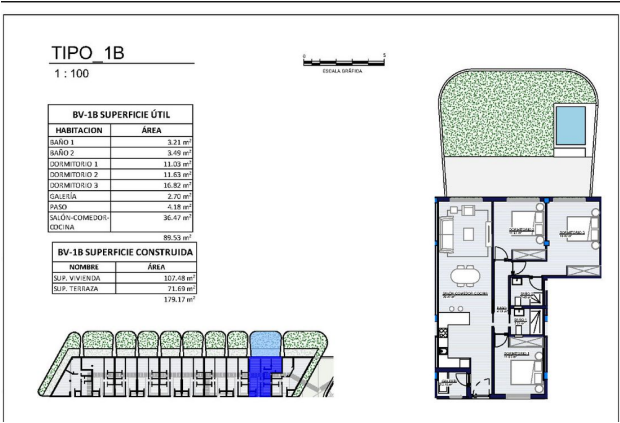 TIPO_1B
1 : 100
0 5
ESCALA GRÁFICA
BV-1B SUPERFICIE ÚTIL
HABITACION ÁREA
BAÑO 1 3.21 m²
BAÑO 2 3.49 m²
DORMITORIO 1 11.03 m²
DORMITORIO 2 11.63 m²
DORMITORIO 3 16.82 m²
GALERÍA 2.70 m²
PASO 4.18 m²
SALÓN-COMEDOR-
COCINA 36.47 m²
89.53 m²
BV-1B SUPERFICIE CONSTRUIDA
NOMBRE ÁREA
SUP. VIVIENDA 107.48 m²
SUP. TERRAZA 71.69 m²
179.17 m²